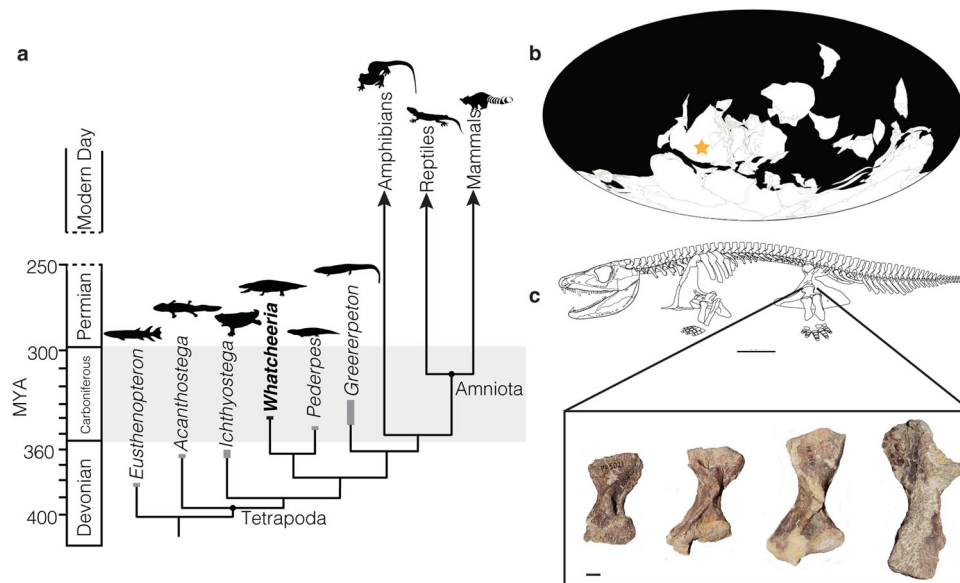 a
Modern Day
MYA
250
300
360
400
Permian
Carboniferous
Devonian
Eusthenopteron
Acanthostega
Ichthyostega
Whatcheeria
Pederpes
Greererpeton
Amphibians
Reptiles
Mammals
Amniota
Tetrapoda
b
c